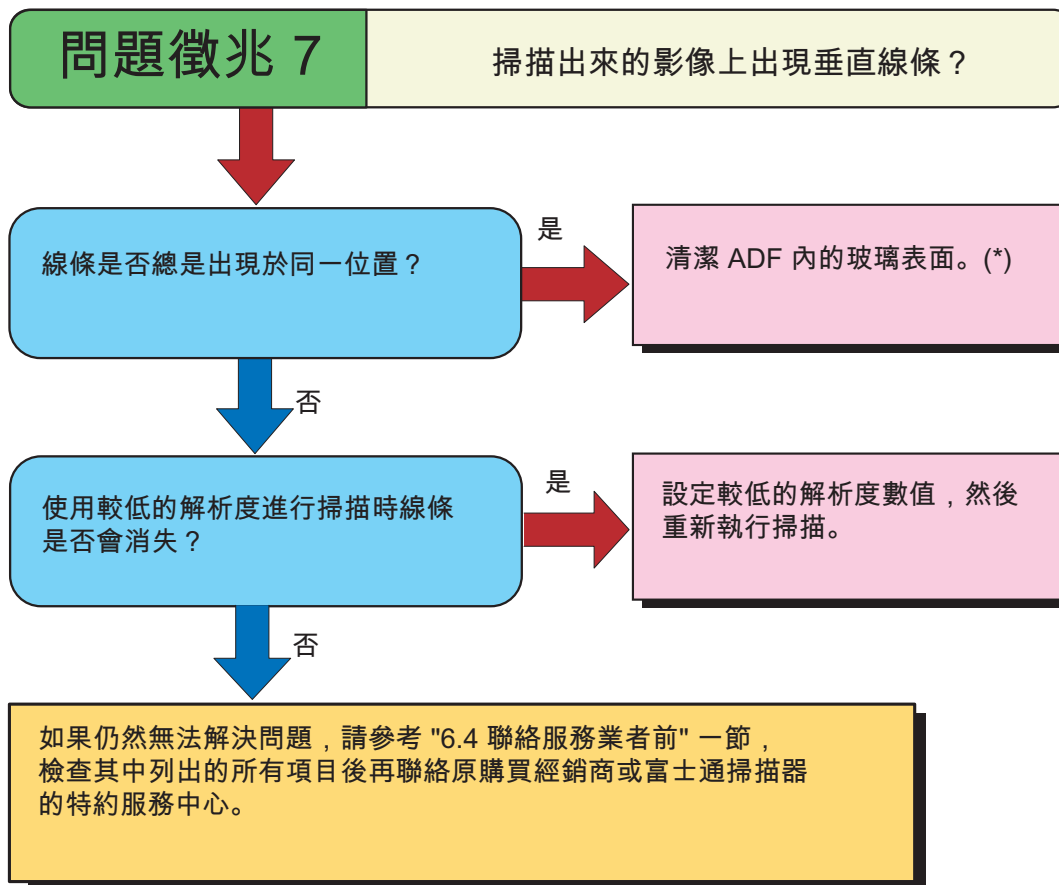 問題徵兆 7
掃描出來的影像上出現垂直線條？
線條是否總是出現於同一位置？
是
清潔 ADF 內的玻璃表面。(*)
否
使用較低的解析度進行掃描時線條
是否會消失？
是
設定較低的解析度數值，然後
重新執行掃描。
否
如果仍然無法解決問題，請參考 "6.4 聯絡服務業者前" 一節，
檢查其中列出的所有項目後再聯絡原購買經銷商或富士通掃描器
的特約服務中心。